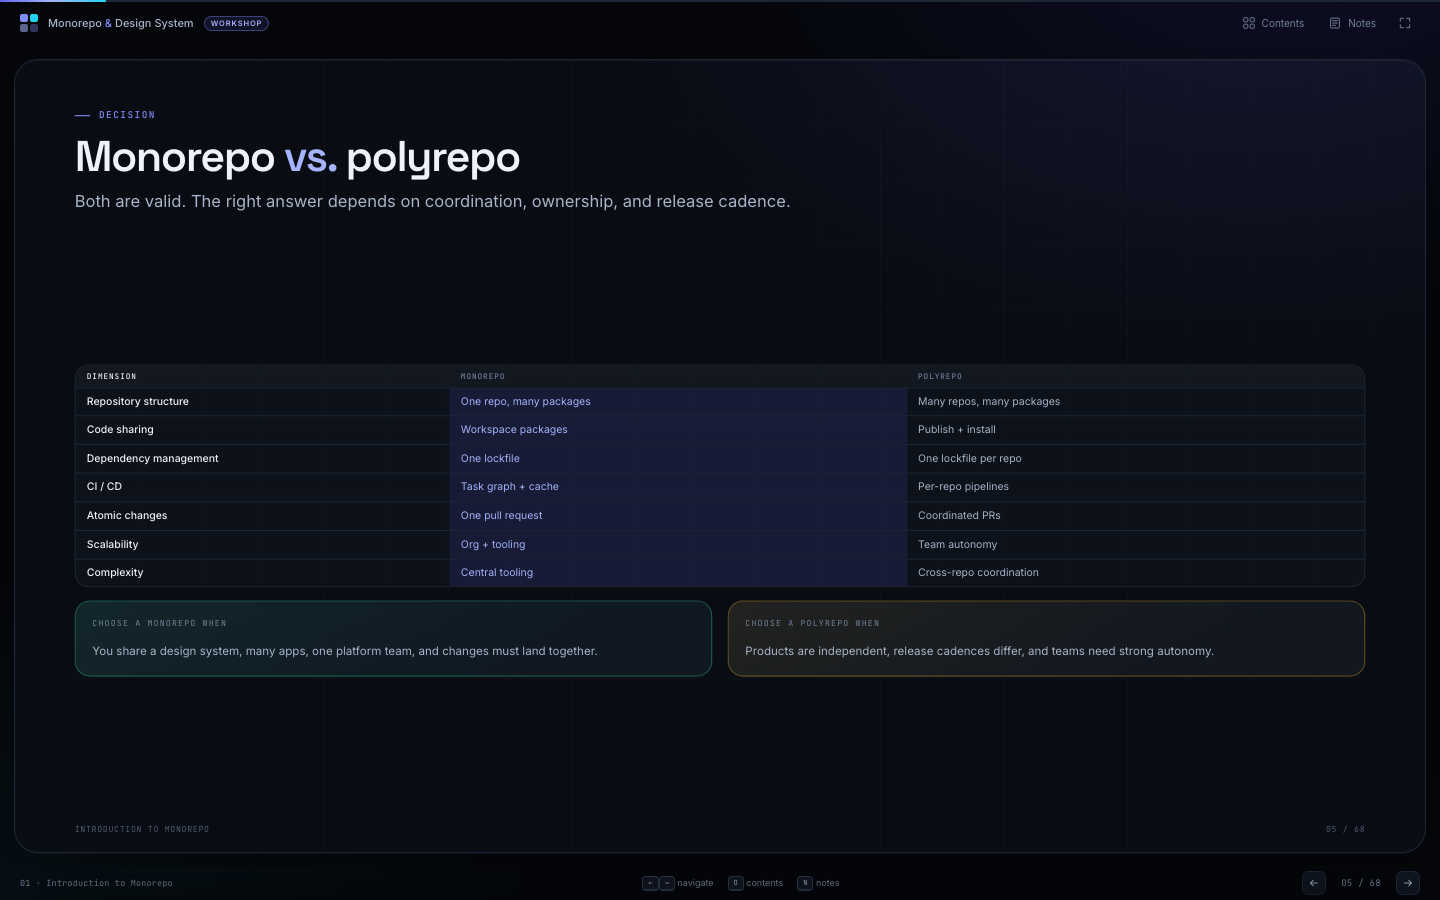 Monorepo & Design System WORKSHOP
Contents
Notes
DECISION
Monorepo vs. polyrepo
Both are valid. The right answer depends on coordination, ownership, and release cadence.
DIMENSION MONOREPO POLYREPO
Repository structure One repo, many packages Many repos, many packages
Code sharing Workspace packages Publish + install
Dependency management One lockfile One lockfile per repo
CI / CD Task graph + cache Per-repo pipelines
Atomic changes One pull request Coordinated PRs
Scalability Org + tooling Team autonomy
Complexity Central tooling Cross-repo coordination
CHOOSE A MONOREPO WHEN
You share a design system, many apps, one platform team, and changes must land together.
CHOOSE A POLYREPO WHEN
Products are independent, release cadences differ, and teams need strong autonomy.
INTRODUCTION TO MONOREPO 05 / 68
01 · Introduction to Monorepo
← → navigate O contents N notes
← 05 / 68 →